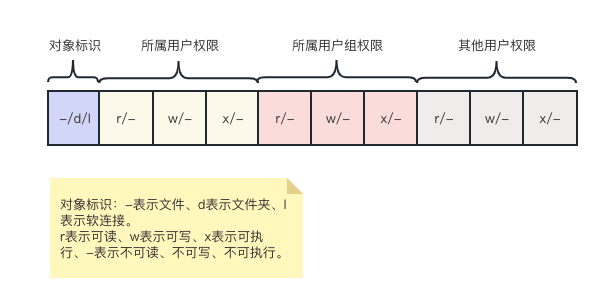 对象标识 所属用户权限 所属用户组权限 其他用户权限
-/d/l r/- w/- x/- r/- w/- x/- r/- w/- x/-
对象标识：-表示文件、d表示文件夹、l
表示软连接。
r表示可读、w表示可写、x表示可执
行、-表示不可读、不可写、不可执行。